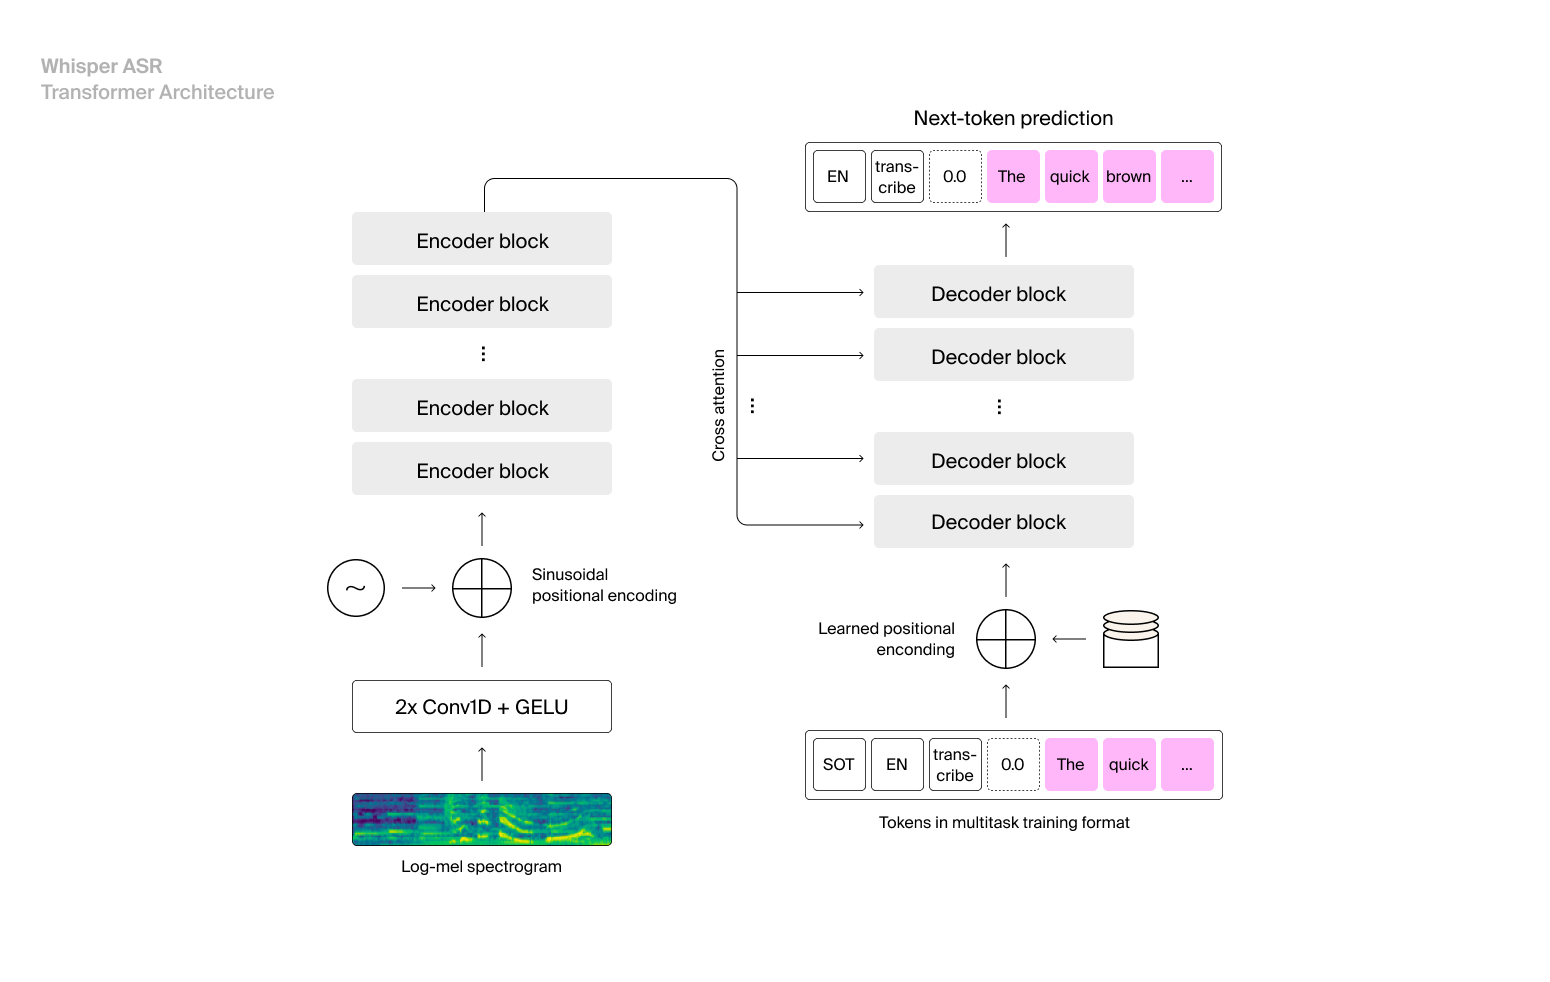 Whisper ASR
Transformer Architecture
Next-token prediction
EN
trans-
cribe
0.0
The
quick
brown
...
Encoder block
Encoder block
Encoder block
Encoder block
Cross attention
Decoder block
Decoder block
Decoder block
Decoder block
~
Sinusoidal
positional encoding
Learned positional
enconding
2x Conv1D + GELU
SOT
EN
trans-
cribe
0.0
The
quick
...
Tokens in multitask training format
Log-mel spectrogram